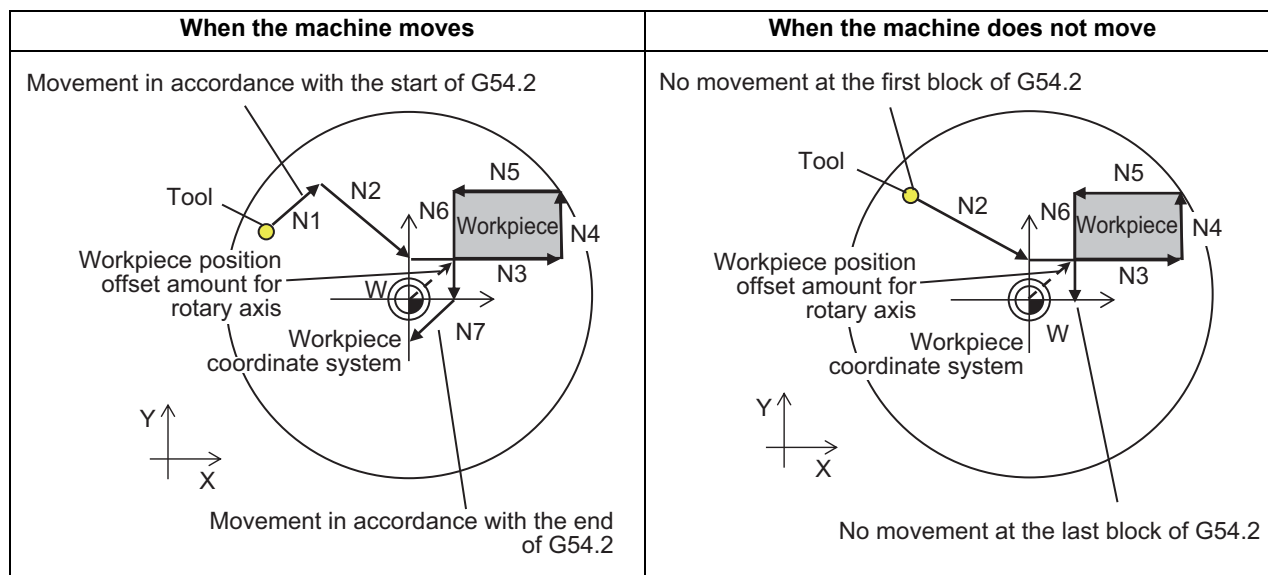 When the machine moves
When the machine does not move
Movement in accordance with the start of G54.2
Tool
N1
N2
N5
N6
Workpiece
N4
Workpiece position
offset amount for
rotary axis
N3
W
N7
Workpiece
coordinate system
Y
X
Movement in accordance with the end
of G54.2
No movement at the first block of G54.2
Tool
N2
N5
N6
Workpiece
N4
Workpiece position
offset amount for
rotary axis
N3
W
Workpiece
coordinate system
Y
X
No movement at the last block of G54.2